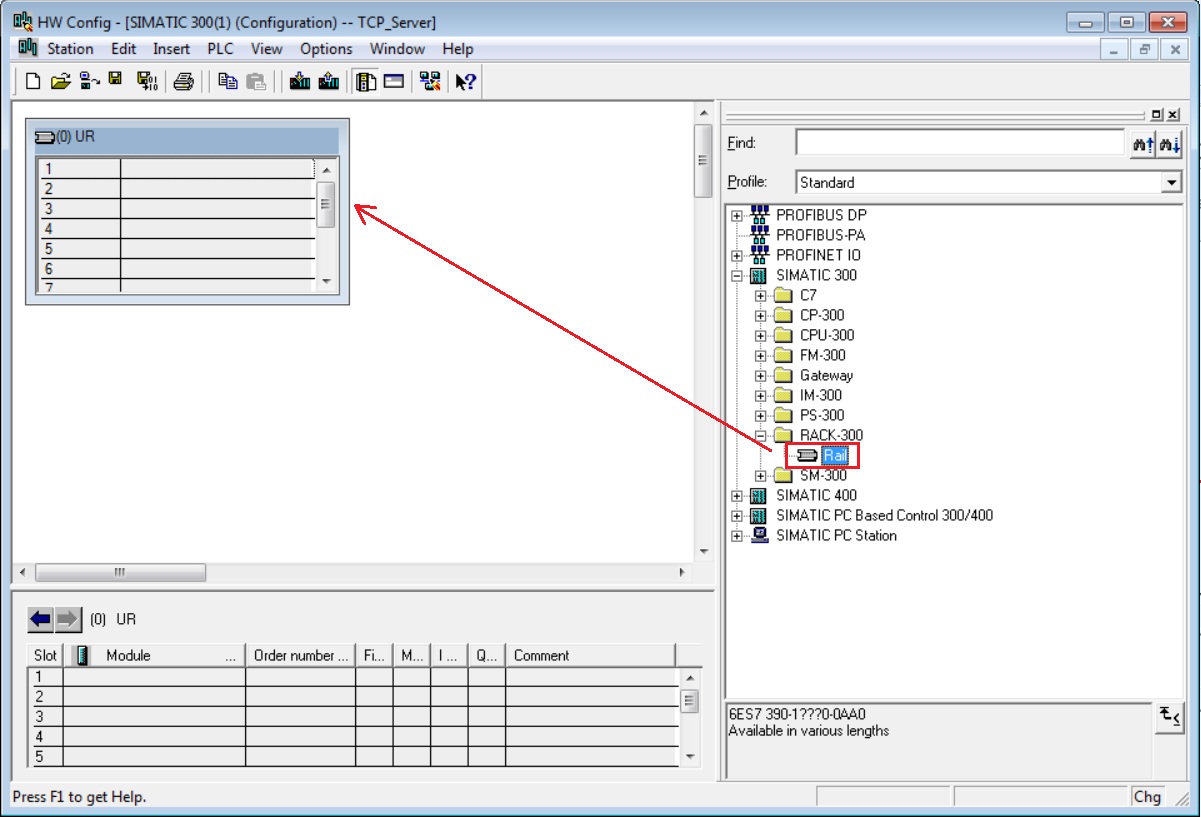 HW Config - [SIMATIC 300(1) (Configuration) -- TCP_Server]
Station Edit Insert PLC View Options Window Help
(0) UR
1
2
3
4
5
6
7
Find:
Profile: Standard
PROFIBUS DP
PROFIBUS-PA
PROFINET IO
SIMATIC 300
C7
CP-300
CPU-300
FM-300
Gateway
IM-300
PS-300
RACK-300
Rail
SM-300
SIMATIC 400
SIMATIC PC Based Control 300/400
SIMATIC PC Station
(0) UR
Slot Module ... Order number ... Fi... M... I ... Q... Comment
1
2
3
4
5
6ES7 390-1???0-0AA0
Available in various lengths
Press F1 to get Help.
Chg